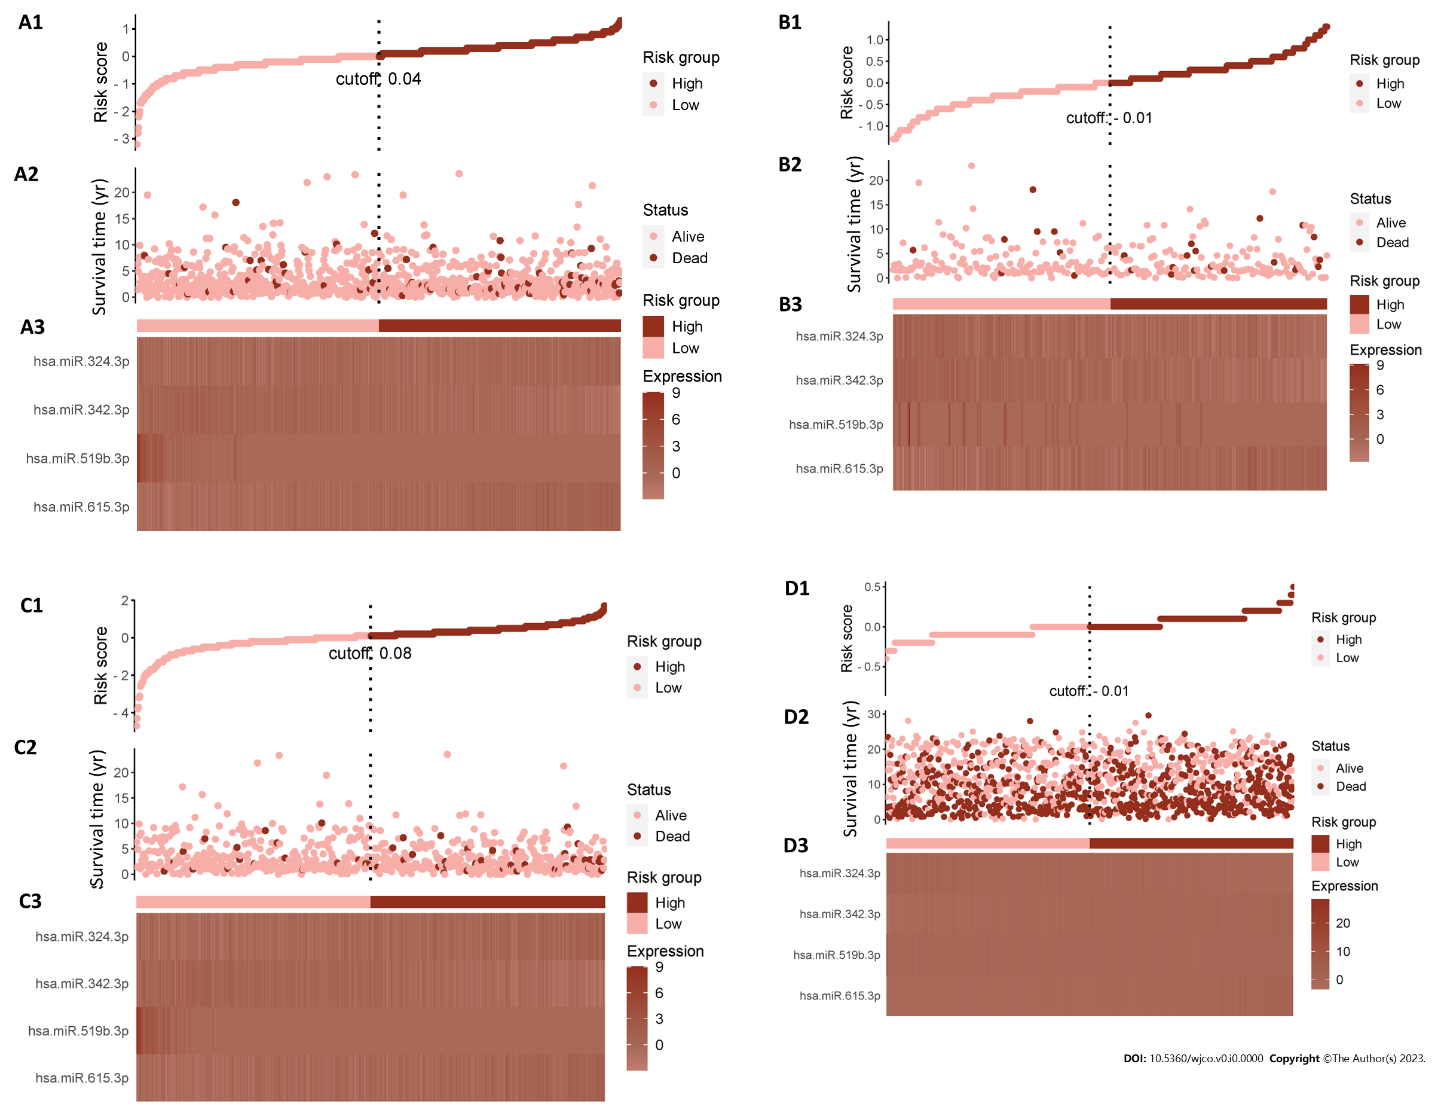 A1
Risk score
1
0
- 1
- 2
- 3
cutoff: 0.04
Risk group
High
Low
A2
Survival time (yr)
20
15
10
5
0
Status
Alive
Dead
A3
Risk group
High
Low
hsa.miR.324.3p
hsa.miR.342.3p
hsa.miR.519b.3p
hsa.miR.615.3p
Expression
9
6
3
0
B1
Risk score
1.0
0.5
0.0
- 0.5
- 1.0
cutoff: - 0.01
Risk group
High
Low
B2
Survival time (yr)
20
15
10
5
0
Status
Alive
Dead
B3
Risk group
High
Low
hsa.miR.324.3p
hsa.miR.342.3p
hsa.miR.519b.3p
hsa.miR.615.3p
Expression
9
6
3
0
C1
Risk score
2
0
- 2
- 4
cutoff: 0.08
Risk group
High
Low
C2
Survival time (yr)
20
15
10
5
0
Status
Alive
Dead
C3
Risk group
High
Low
hsa.miR.324.3p
hsa.miR.342.3p
hsa.miR.519b.3p
hsa.miR.615.3p
Expression
9
6
3
0
D1
Risk score
0.5
0.0
- 0.5
cutoff: - 0.01
Risk group
High
Low
D2
Survival time (yr)
30
20
10
0
Status
Alive
Dead
D3
Risk group
High
Low
hsa.miR.324.3p
hsa.miR.342.3p
hsa.miR.519b.3p
hsa.miR.615.3p
Expression
20
10
0
DOI: 10.5360/wjco.v0.i0.0000 Copyright ©The Author(s) 2023.